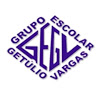 GRUPO ESCOLAR
GEGV
GETÚLIO VARGAS